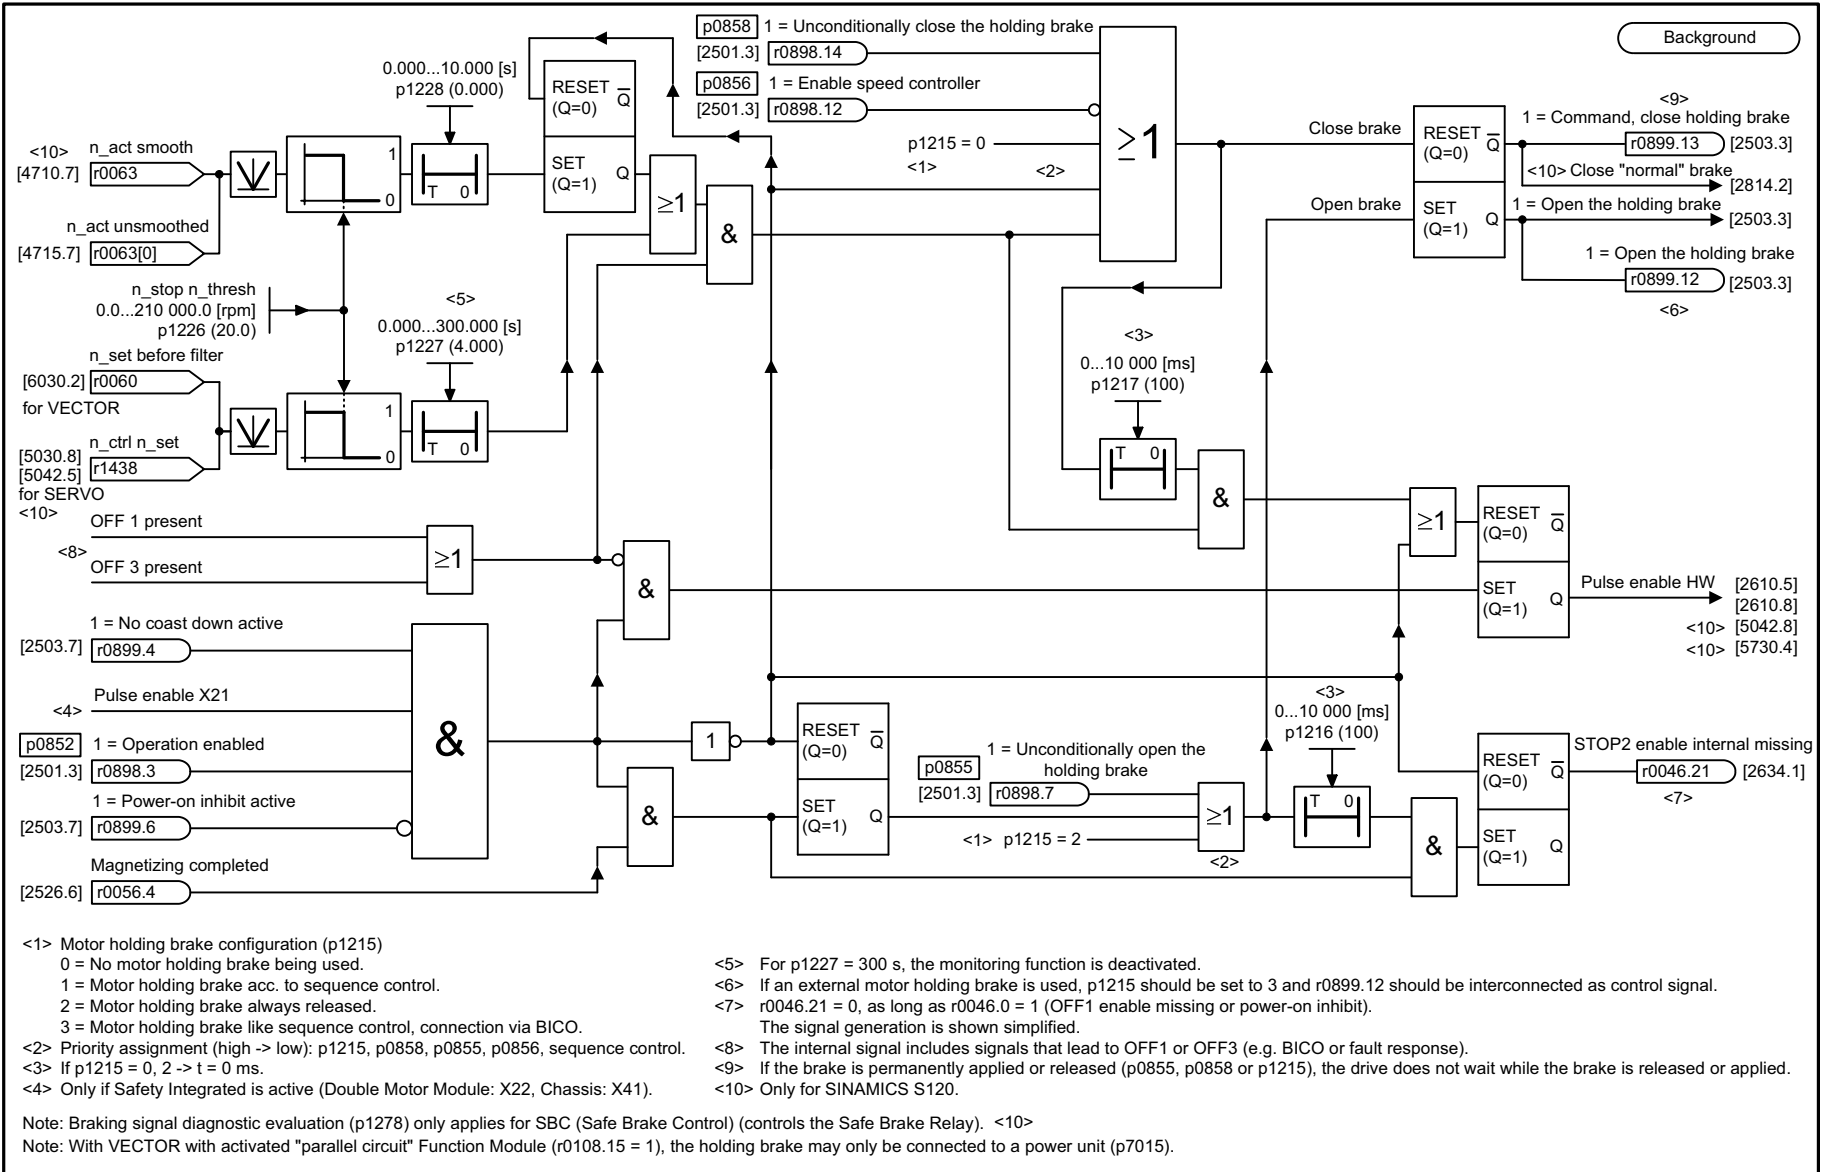 p0858 1 = Unconditionally close the holding brake
[2501.3] r0898.14
p0856 1 = Enable speed controller
[2501.3] r0898.12
p1215 = 0
<1>
<2>
≥1
Background
0.000...10.000 [s]
p1228 (0.000)
RESET Q
(Q=0)
SET Q
(Q=1)
<10> n_act smooth
[4710.7] r0063
1
0
T 0
n_act unsmoothed
[4715.7] r0063[0]
≥1
&
n_stop n_thresh
0.0...210 000.0 [rpm]
p1226 (20.0)
<5>
0.000...300.000 [s]
p1227 (4.000)
n_set before filter
[6030.2] r0060
for VECTOR
1
0
T 0
n_ctrl n_set
[5030.8]
[5042.5] r1438
for SERVO
<10>
Close brake
Open brake
RESET Q
(Q=0)
SET Q
(Q=1)
<9>
1 = Command, close holding brake
r0899.13 [2503.3]
<10> Close "normal" brake
[2814.2]
1 = Open the holding brake
[2503.3]
1 = Open the holding brake
r0899.12 [2503.3]
<6>
<3>
0...10 000 [ms]
p1217 (100)
T 0
&
≥1
RESET Q
(Q=0)
SET Q
(Q=1)
Pulse enable HW [2610.5]
[2610.8]
<10> [5042.8]
<10> [5730.4]
OFF 1 present
<8>
OFF 3 present
≥1
&
1 = No coast down active
[2503.7] r0899.4
Pulse enable X21
<4>
p0852 1 = Operation enabled
[2501.3] r0898.3
1 = Power-on inhibit active
[2503.7] r0899.6
Magnetizing completed
[2526.6] r0056.4
&
1
&
RESET Q
(Q=0)
SET Q
(Q=1)
p0855 1 = Unconditionally open the
holding brake
[2501.3] r0898.7
<1> p1215 = 2
≥1
<2>
<3>
0...10 000 [ms]
p1216 (100)
T 0
&
RESET Q
(Q=0)
SET Q
(Q=1)
STOP2 enable internal missing
r0046.21 [2634.1]
<7>
<1> Motor holding brake configuration (p1215)
0 = No motor holding brake being used.
1 = Motor holding brake acc. to sequence control.
2 = Motor holding brake always released.
3 = Motor holding brake like sequence control, connection via BICO.
<2> Priority assignment (high -> low): p1215, p0858, p0855, p0856, sequence control.
<3> If p1215 = 0, 2 -> t = 0 ms.
<4> Only if Safety Integrated is active (Double Motor Module: X22, Chassis: X41).
<5> For p1227 = 300 s, the monitoring function is deactivated.
<6> If an external motor holding brake is used, p1215 should be set to 3 and r0899.12 should be interconnected as control signal.
<7> r0046.21 = 0, as long as r0046.0 = 1 (OFF1 enable missing or power-on inhibit).
The signal generation is shown simplified.
<8> The internal signal includes signals that lead to OFF1 or OFF3 (e.g. BICO or fault response).
<9> If the brake is permanently applied or released (p0855, p0858 or p1215), the drive does not wait while the brake is released or applied.
<10> Only for SINAMICS S120.
Note: Braking signal diagnostic evaluation (p1278) only applies for SBC (Safe Brake Control) (controls the Safe Brake Relay). <10>
Note: With VECTOR with activated "parallel circuit" Function Module (r0108.15 = 1), the holding brake may only be connected to a power unit (p7015).